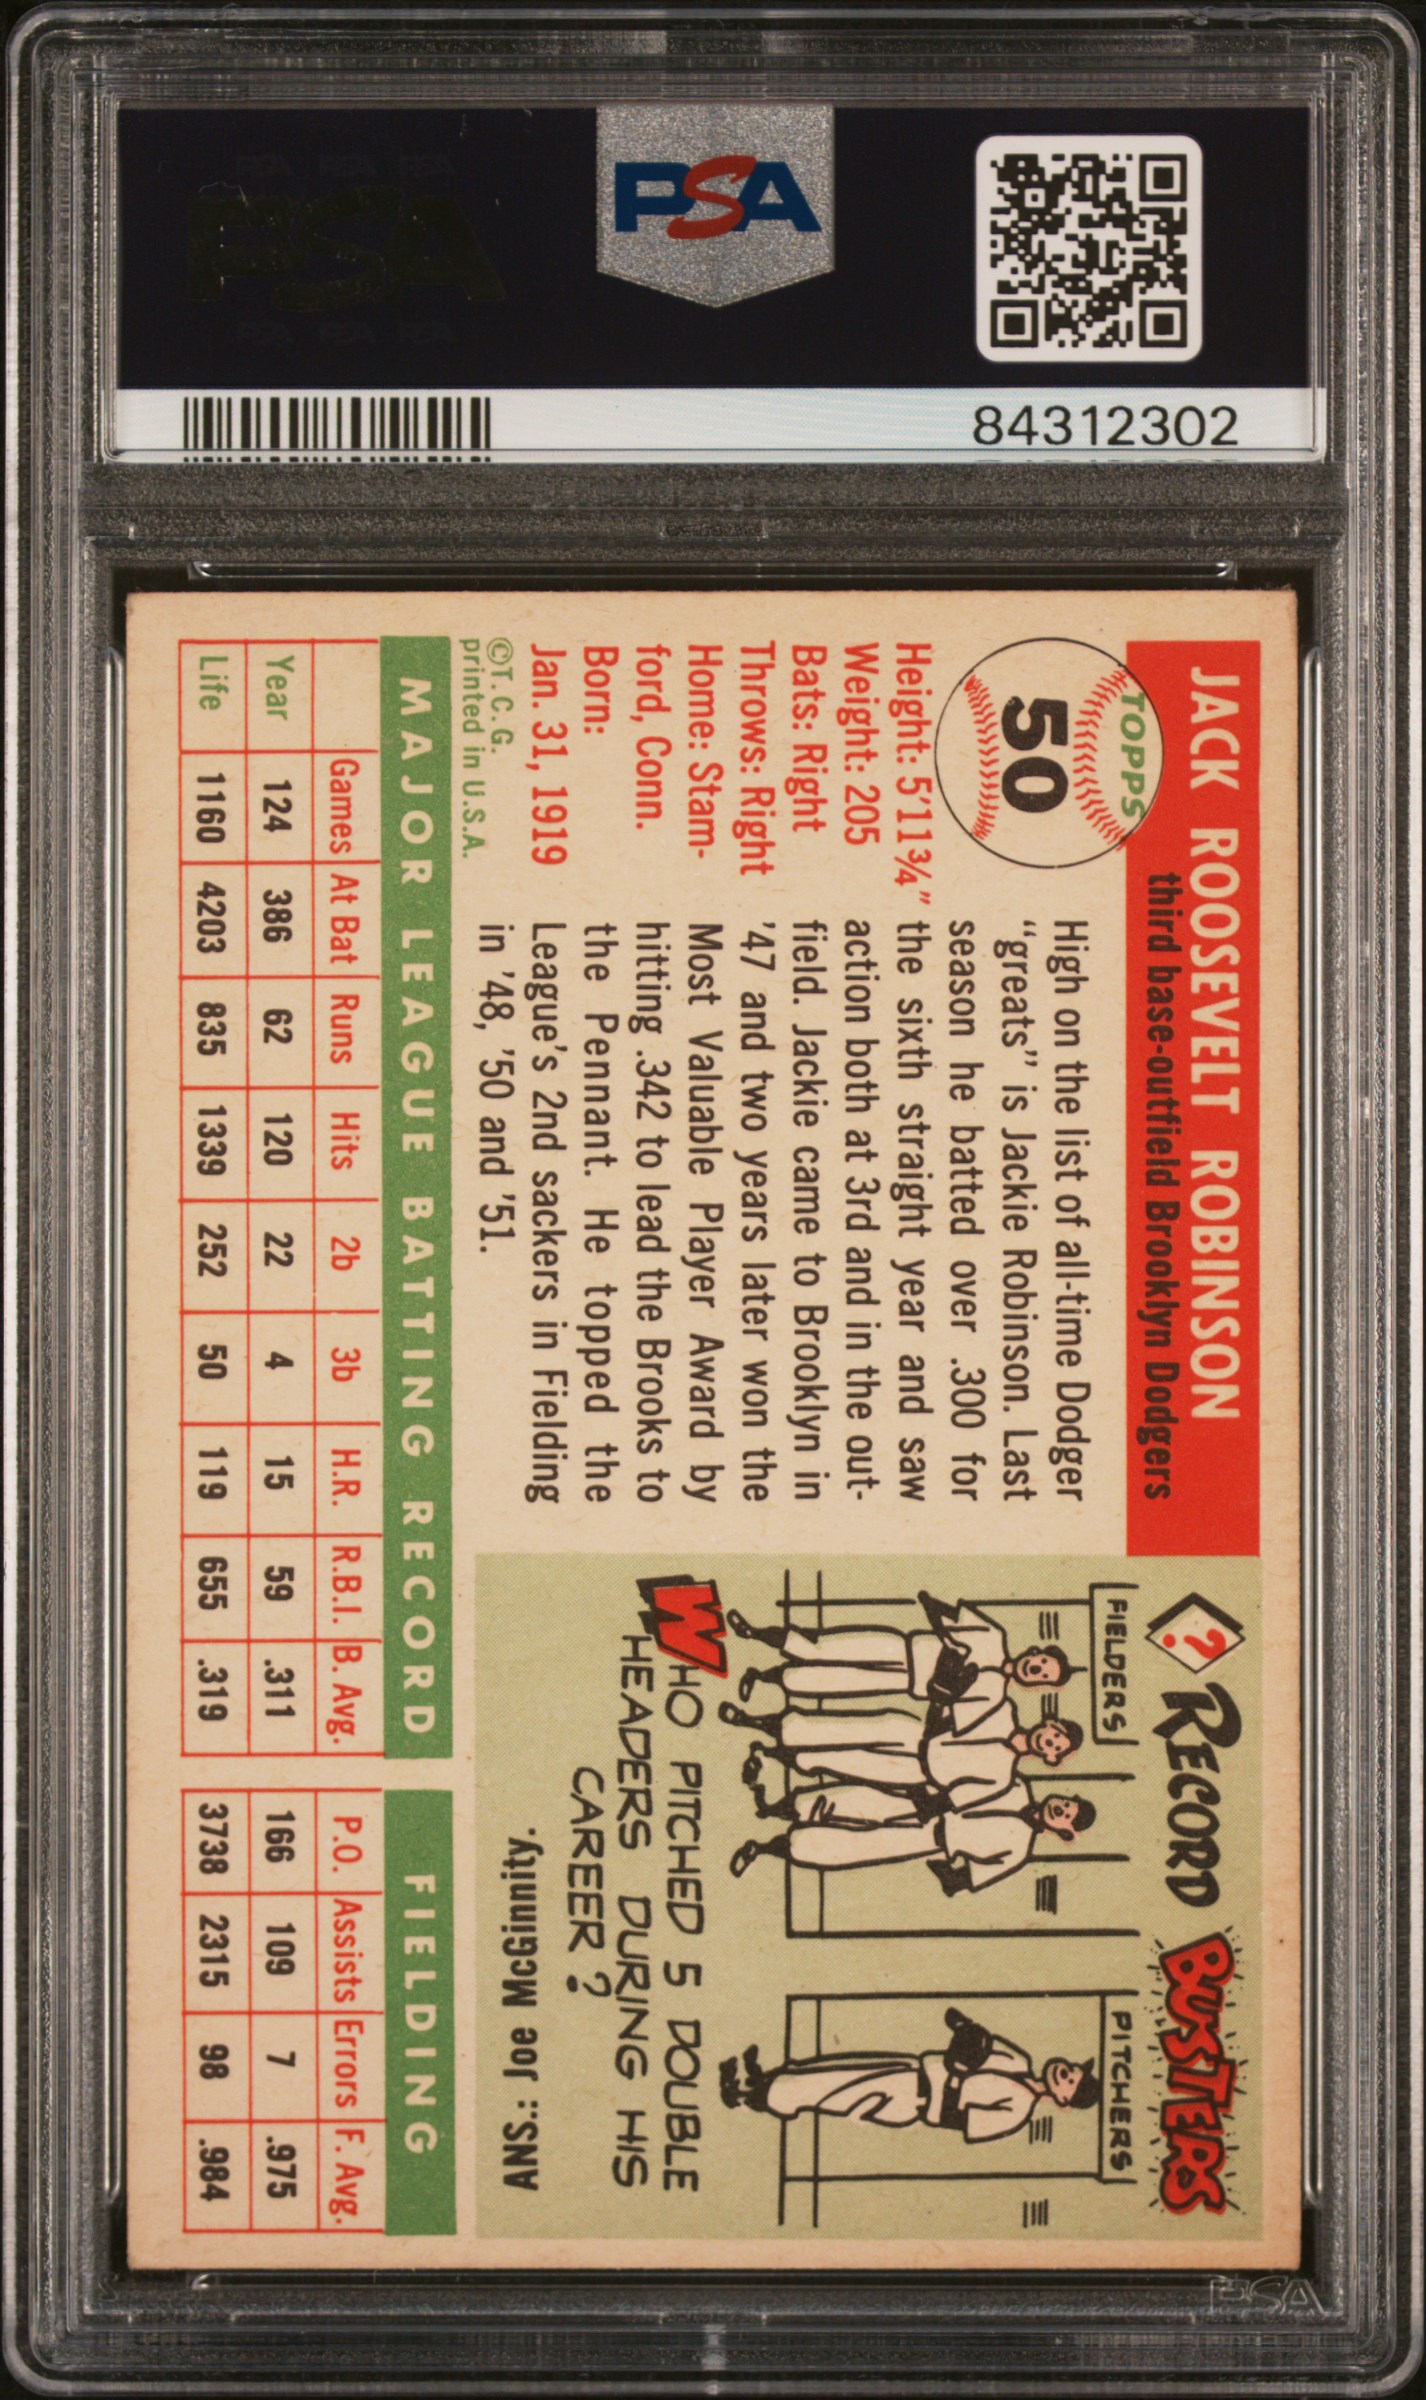 PSA
84312302
JACK ROOSEVELT ROBINSON
third base-outfield Brooklyn Dodgers
TOPPS
50
Height: 5'11¾"
Weight: 205
Bats: Right
Throws: Right
Home: Stam-
ford, Conn.
Born:
Jan. 31, 1919
©T.C.G.
printed in U.S.A.
High on the list of all-time Dodger
“greats” is Jackie Robinson. Last
season he batted over .300 for
the sixth straight year and saw
action both at 3rd and in the out-
field. Jackie came to Brooklyn in
'47 and two years later won the
Most Valuable Player Award by
hitting .342 to lead the Brooks to
the Pennant. He topped the
League's 2nd sackers in Fielding
in '48, '50 and '51.
? RECORD BUSTERS
FIELDERS
PITCHERS
WHO PITCHED 5 DOUBLE
HEADERS DURING HIS
CAREER?
ANS.: Joe McGinnity.
MAJOR LEAGUE BATTING RECORD FIELDING
Games At Bat Runs Hits 2b 3b H.R. R.B.I. B. Avg. P.O. Assists Errors F. Avg.
Year 124 386 62 120 22 4 15 59 .311 166 109 7 .975
Life 1160 4203 835 1339 252 50 119 655 .319 3738 2315 98 .984
PSA
PSA PSA PSA
PSA
PSA PSA PSA